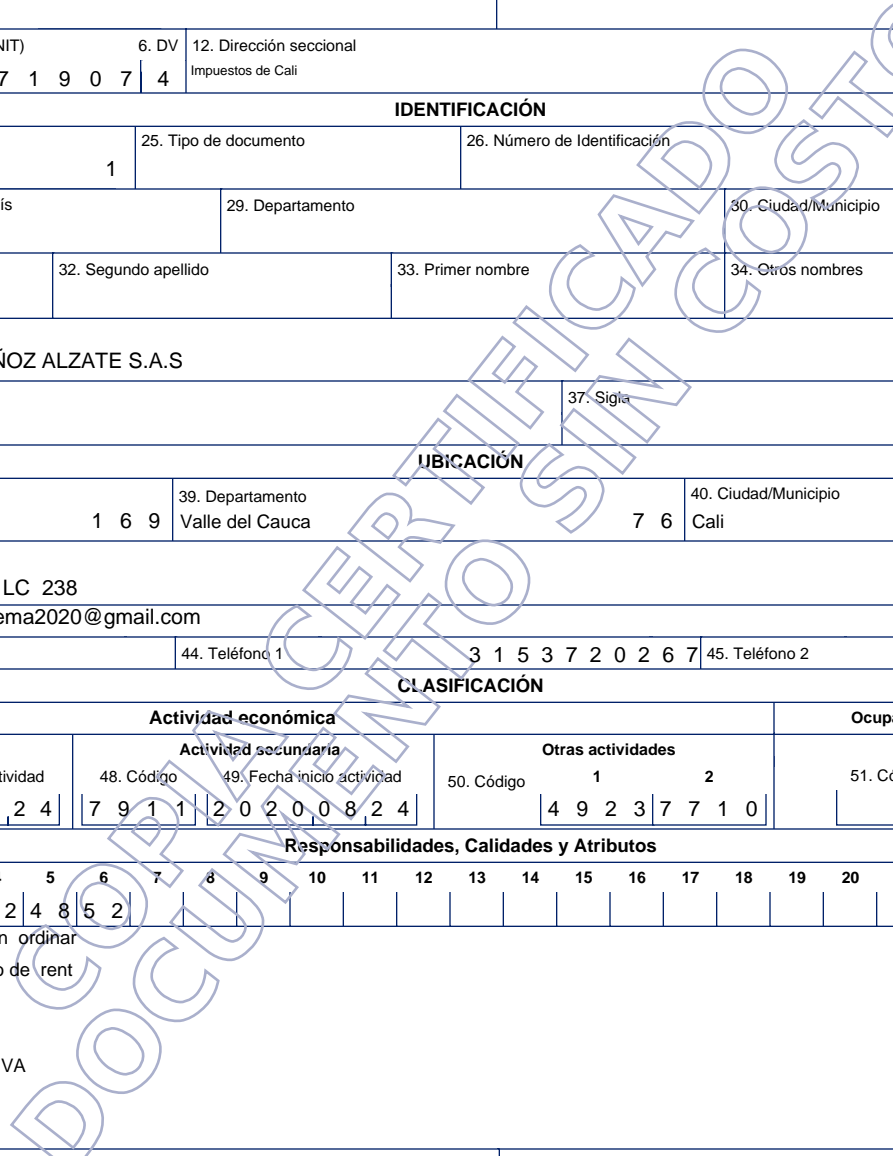 NIT) 6. DV 12. Dirección seccional
7 1 9 0 7 4 Impuestos de Cali
IDENTIFICACIÓN
25. Tipo de documento 26. Número de Identificación
1
ís 29. Departamento 30. Ciudad/Municipio
32. Segundo apellido 33. Primer nombre 34. Otros nombres
ÑOZ ALZATE S.A.S
37. Sigla
UBICACIÓN
39. Departamento 40. Ciudad/Municipio
1 6 9 Valle del Cauca 7 6 Cali
LC 238
ema2020@gmail.com
44. Teléfono 1 3 1 5 3 7 2 0 2 6 7 45. Teléfono 2
CLASIFICACIÓN
Actividad económica Ocupa
Actividad secundaria Otras actividades
tividad 48. Código 49. Fecha inicio actividad 50. Código 1 2 51. Có
2 4 7 9 1 1 2 0 2 0 0 8 2 4 4 9 2 3 7 7 1 0
Responsabilidades, Calidades y Atributos
5 6 7 8 9 10 11 12 13 14 15 16 17 18 19 20
2 4 8 5 2
n ordinar
o de rent
VA
COPIA CERTIFICADO
DOCUMENTO SIN COSTO